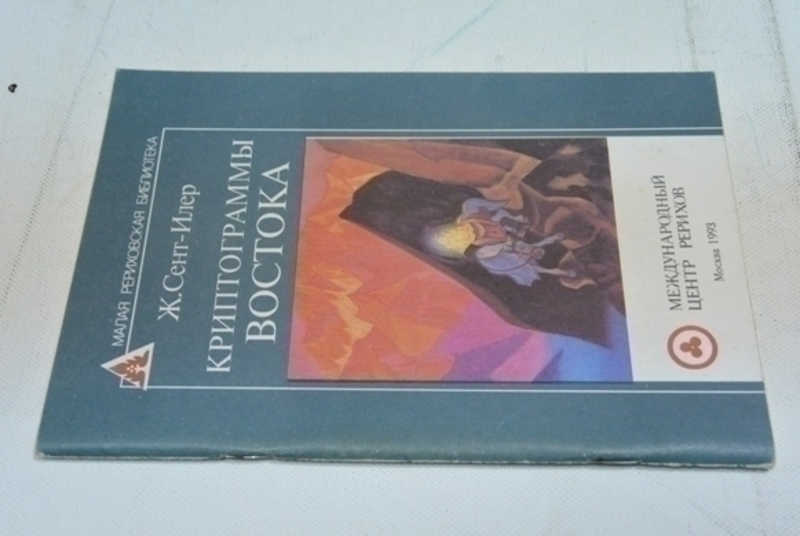 МАЛАЯ РЕРИХОВСКАЯ БИБЛИОТЕКА
Ж.Сент-Илер
КРИПТОГРАММЫ
ВОСТОКА
МЕЖДУНАРОДНЫЙ
ЦЕНТР РЕРИХОВ
Москва 1993